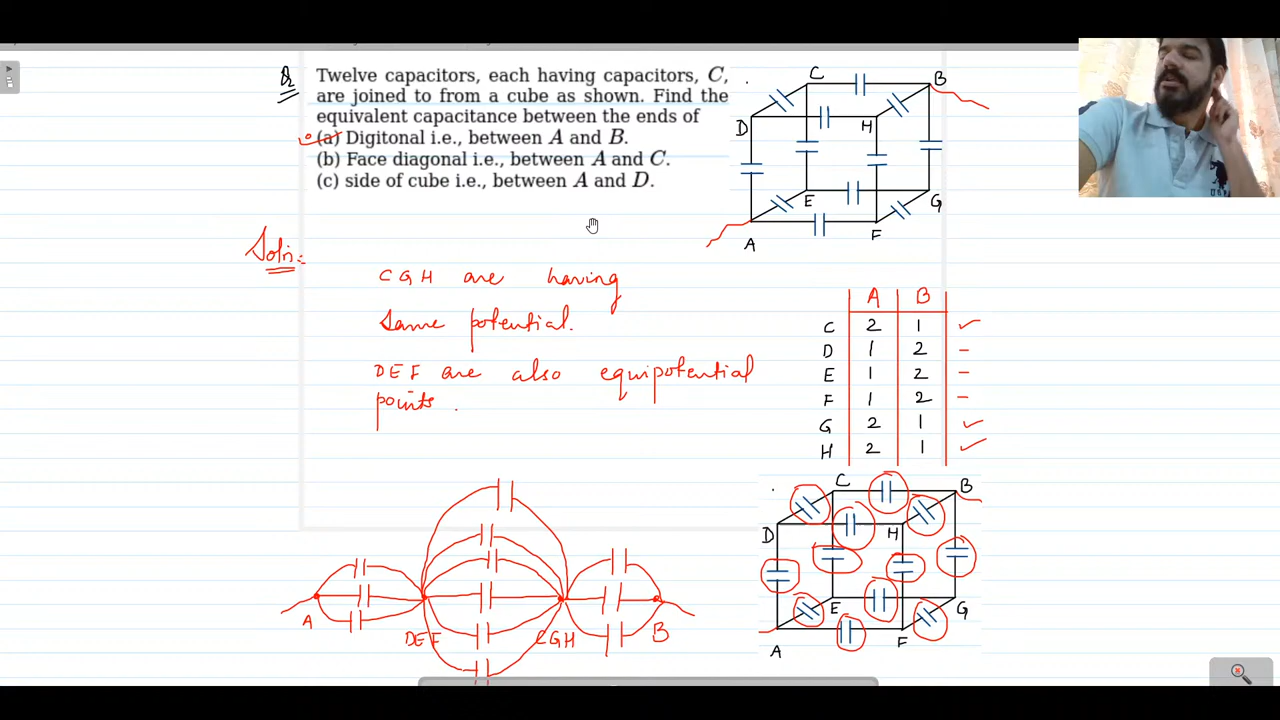 Q
Twelve capacitors, each having capacitors, C,
are joined to from a cube as shown. Find the
equivalent capacitance between the ends of
(a) Digitonal i.e., between A and B.
(b) Face diagonal i.e., between A and C.
(c) side of cube i.e., between A and D.
C B
D H
E G
A F
Soln:
CGH are having
same potential.
DEF are also equipotential
points.
A B
C 2 1 ✓
D 1 2 –
E 1 2 –
F 1 2 –
G 2 1 ✓
H 2 1 ✓
C B
D H
E G
A F
A DEF CGH B